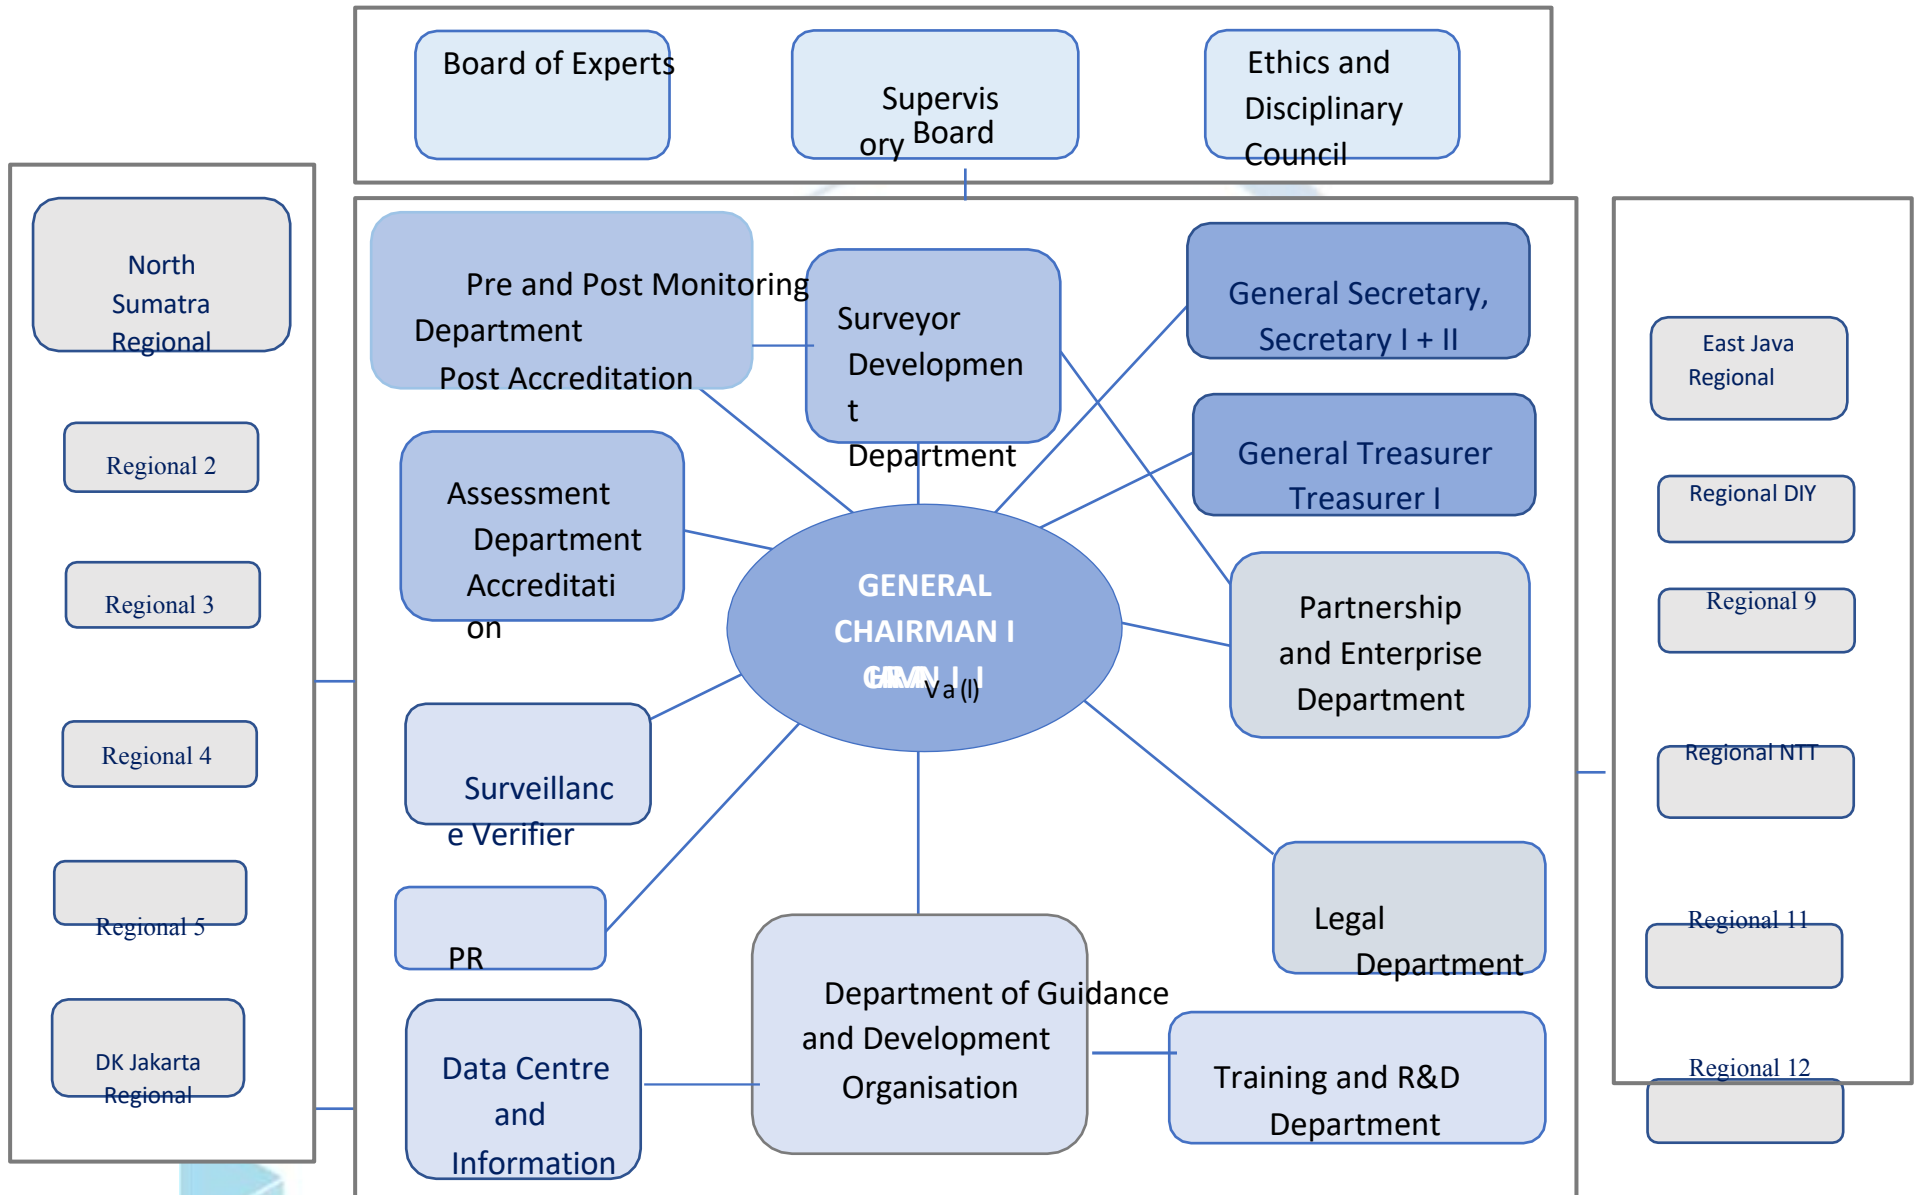 Board of Experts
Supervis
ory Board
Ethics and
Disciplinary
Council
North
Sumatra
Regional
Regional 2
Regional 3
Regional 4
Regional 5
DK Jakarta
Regional
Pre and Post Monitoring
Department
Post Accreditation
Surveyor
Developmen
t
Department
General Secretary,
Secretary I + II
General Treasurer
Treasurer I
Assessment
Department
Accreditati
on
GENERAL
CHAIRMAN I
Va (l)
Partnership
and Enterprise
Department
Surveillanc
e Verifier
PR
Legal
Department
Data Centre
and
Information
Department of Guidance
and Development
Organisation
Training and R&D
Department
East Java
Regional
Regional DIY
Regional 9
Regional NTT
Regional 11
Regional 12